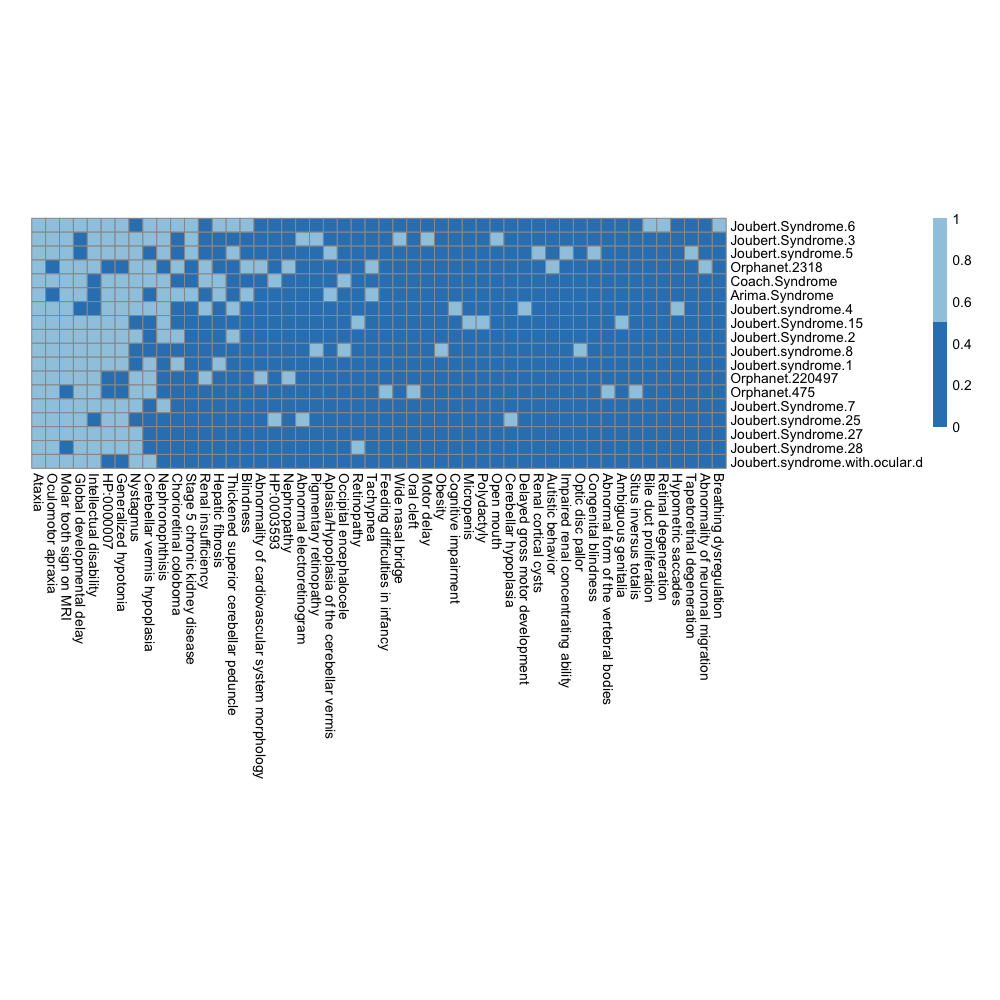 Joubert.Syndrome.6
Joubert.Syndrome.3
Joubert.syndrome.5
Orphanet.2318
Coach.Syndrome
Arima.Syndrome
Joubert.syndrome.4
Joubert.Syndrome.15
Joubert.Syndrome.2
Joubert.syndrome.8
Joubert.syndrome.1
Orphanet.220497
Orphanet.475
Joubert.Syndrome.7
Joubert.syndrome.25
Joubert.Syndrome.27
Joubert.Syndrome.28
Joubert.syndrome.with.ocular.d
1
0.8
0.6
0.4
0.2
0
Ataxia
Oculomotor apraxia
Molar tooth sign on MRI
Global developmental delay
Intellectual disability
HP:0000007
Generalized hypotonia
Nystagmus
Cerebellar vermis hypoplasia
Nephronophthisis
Chorioretinal coloboma
Stage 5 chronic kidney disease
Renal insufficiency
Hepatic fibrosis
Thickened superior cerebellar peduncle
Blindness
Abnormality of cardiovascular system morphology
HP:0003593
Nephropathy
Abnormal electroretinogram
Pigmentary retinopathy
Aplasia/Hypoplasia of the cerebellar vermis
Occipital encephalocele
Retinopathy
Tachypnea
Feeding difficulties in infancy
Wide nasal bridge
Oral cleft
Motor delay
Obesity
Cognitive impairment
Micropenis
Polydactyly
Open mouth
Cerebellar hypoplasia
Delayed gross motor development
Renal cortical cysts
Autistic behavior
Impaired renal concentrating ability
Optic disc pallor
Congenital blindness
Abnormal form of the vertebral bodies
Ambiguous genitalia
Situs inversus totalis
Bile duct proliferation
Retinal degeneration
Hypometric saccades
Tapetoretinal degeneration
Abnormality of neuronal migration
Breathing dysregulation